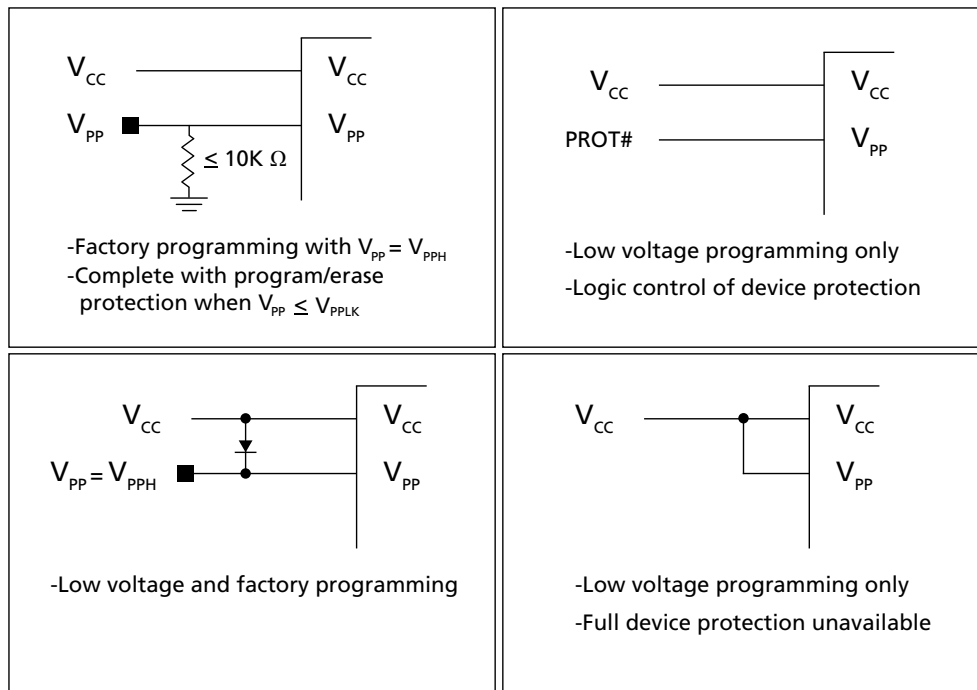 V_CC V_CC
V_PP V_PP
≤ 10K Ω
-Factory programming with V_PP = V_PPH
-Complete with program/erase
protection when V_PP ≤ V_PPLK
V_CC V_CC
PROT# V_PP
-Low voltage programming only
-Logic control of device protection
V_CC V_CC
V_PP = V_PPH V_PP
-Low voltage and factory programming
V_CC V_CC
V_PP
-Low voltage programming only
-Full device protection unavailable